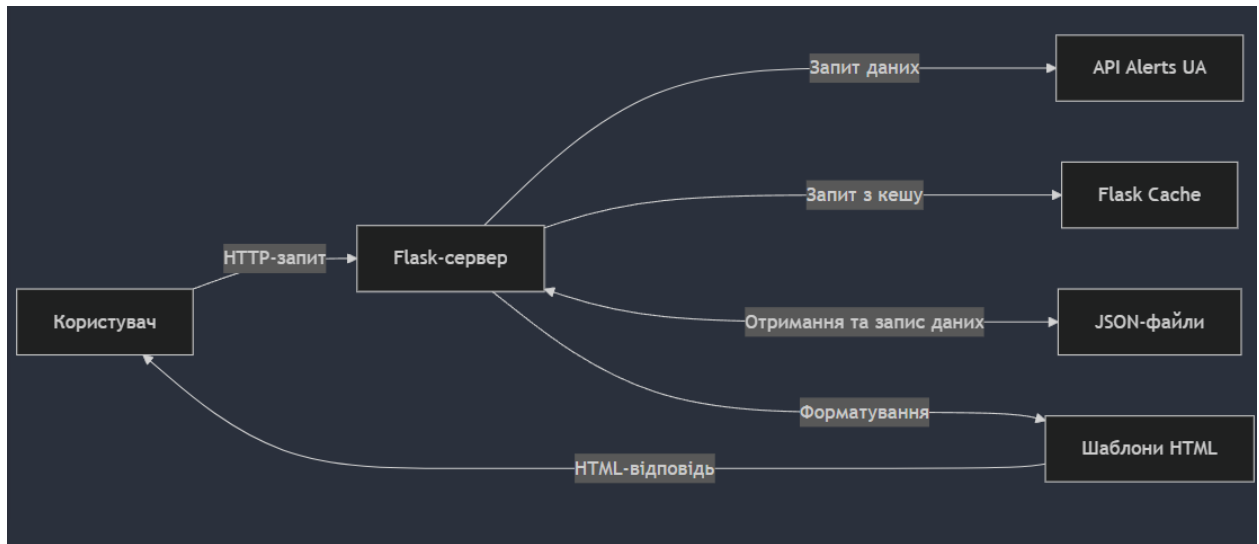 Запит даних
API Alerts UA
Запит з кешу
Flask Cache
HTTP-запит
Flask-сервер
Користувач
Отримання та запис даних
JSON-файли
Форматування
Шаблони HTML
HTML-відповідь